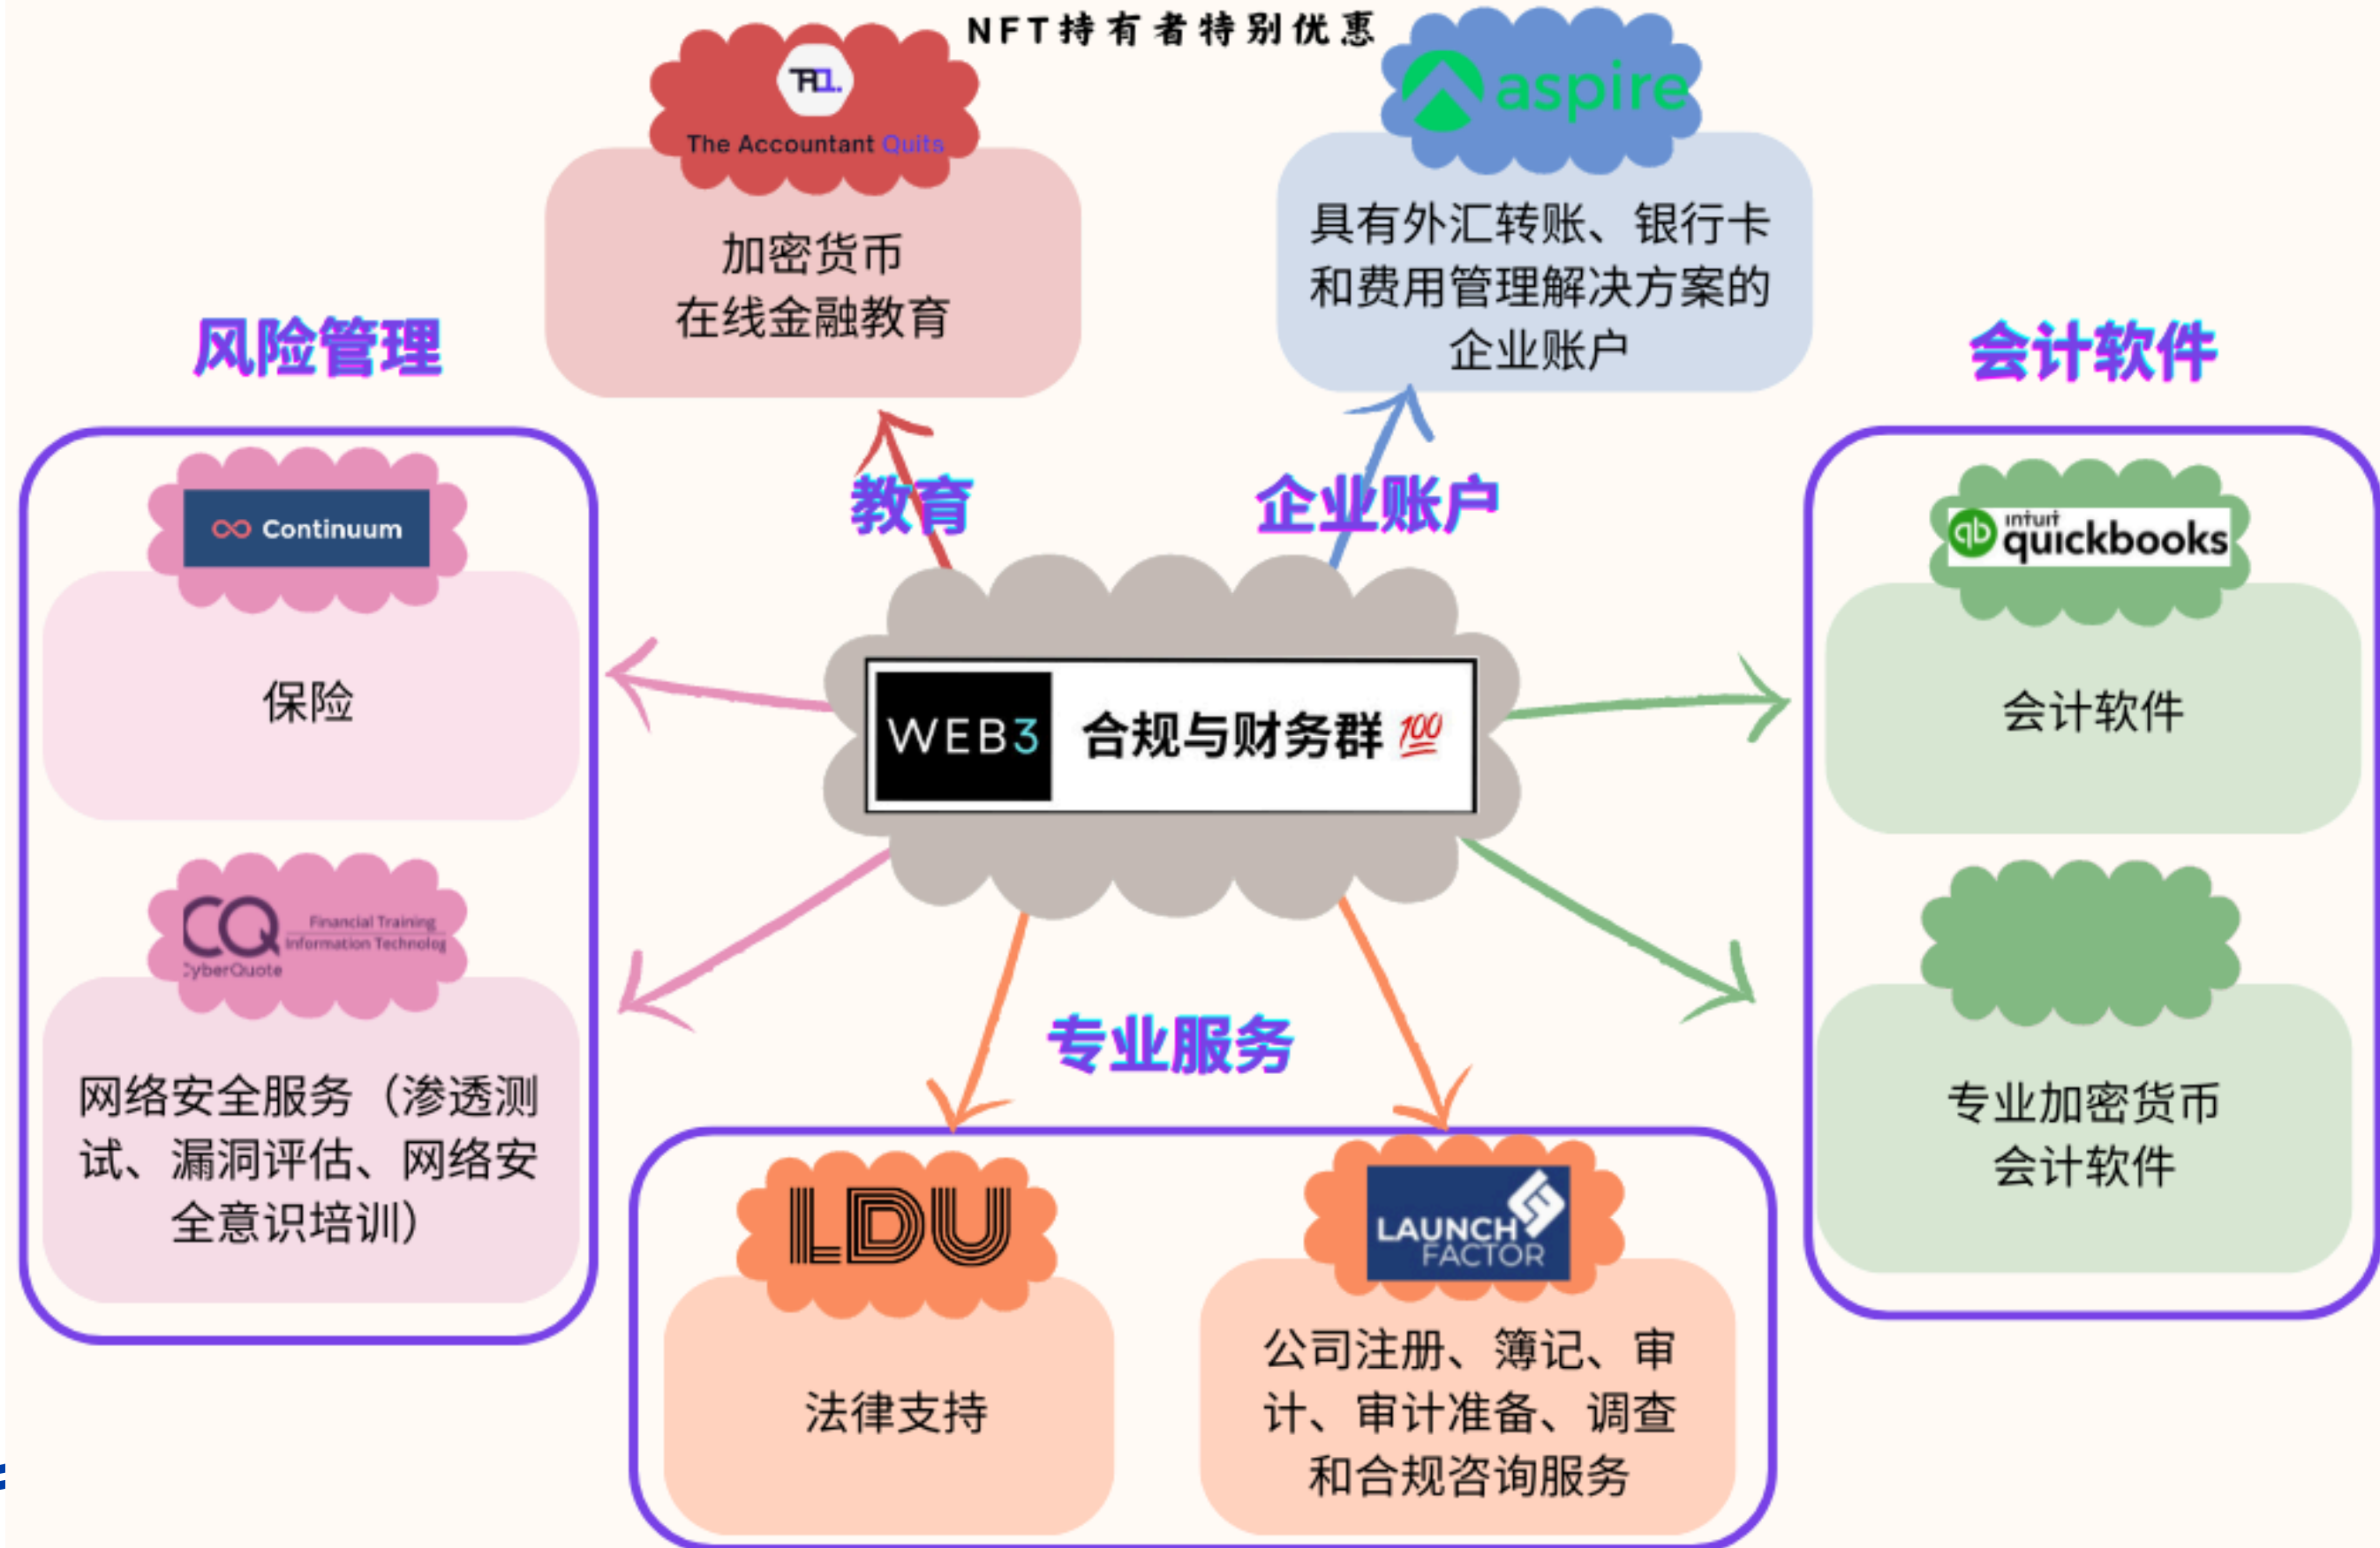 NFT持有者特别优惠
TAQ.
The Accountant Quits
加密货币
在线金融教育
aspire
具有外汇转账、银行卡
和费用管理解决方案的
企业账户
风险管理
会计软件
教育
企业账户
Continuum
保险
CQ
Financial Training
Information Technolog
CyberQuote
网络安全服务（渗透测
试、漏洞评估、网络安
全意识培训）
WEB3 合规与财务群 💯
qb intuit
quickbooks
会计软件
专业加密货币
会计软件
专业服务
LDU
法律支持
LAUNCH
FACTOR
公司注册、簿记、审
计、审计准备、调查
和合规咨询服务